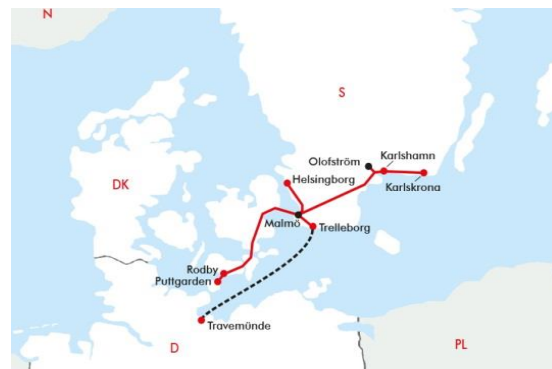 N
S
Olofström
Karlshamn
Helsingborg
Karlskrona
DK
Malmö
Trelleborg
Rodby
Puttgarden
Travemünde
D
PL